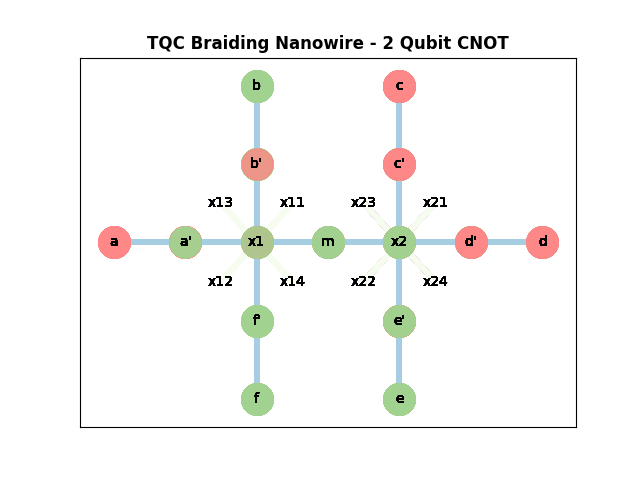 TQC Braiding Nanowire - 2 Qubit CNOT
b c
b' c'
x13 x11 x23 x21
a a' x1 m x2 d' d
x12 x14 x22 x24
f' e'
f e